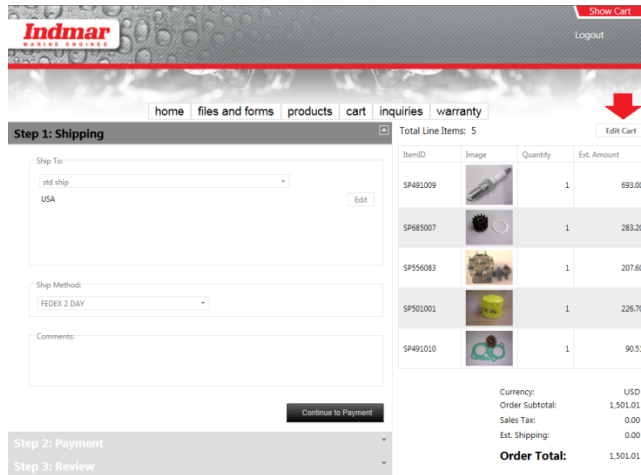 Show Cart
Indmar
MARINE ENGINES
Logout
home files and forms products cart inquiries warranty
Step 1: Shipping
Ship To:
std ship
USA
Edit
Ship Method:
FEDEX 2 DAY
Comments:
Continue to Payment
Step 2: Payment
Step 3: Review
Total Line Items: 5
Edit Cart
ItemID Image Quantity Ext. Amount
SP491009 1 693.00
SP685007 1 283.20
SP556083 1 207.60
SP501001 1 226.70
SP491010 1 90.51
Currency: USD
Order Subtotal: 1,501.01
Sales Tax: 0.00
Est. Shipping: 0.00
Order Total: 1,501.01